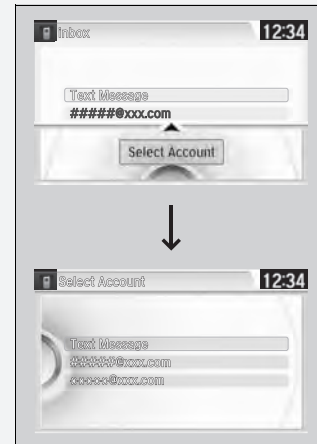 inbox
12:34
Text Message
#####@xxx.com
Select Account
Select Account
12:34
Text Message
#####@xxx.com
xxxxx@xxx.com